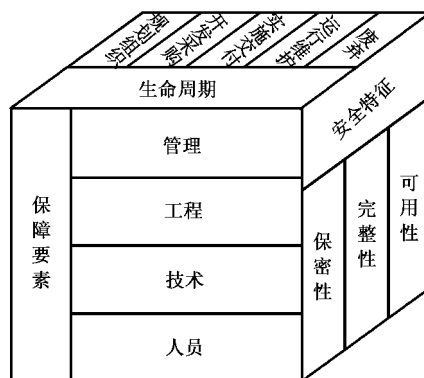 规划组织
开发采购
实施交付
运行维护
废弃
生命周期
安全特征
保障要素
管理
工程
技术
人员
保密性
完整性
可用性